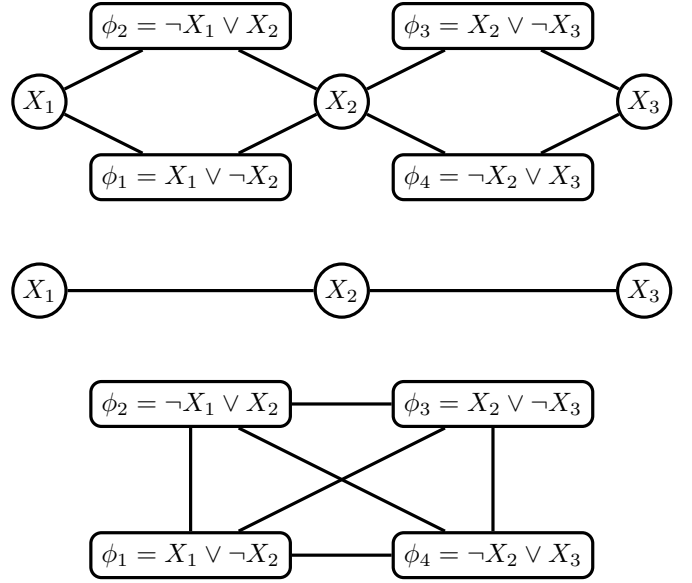 ϕ₂ = ¬X₁ ∨ X₂ ϕ₃ = X₂ ∨ ¬X₃
X₁ X₂ X₃
ϕ₁ = X₁ ∨ ¬X₂ ϕ₄ = ¬X₂ ∨ X₃
X₁ X₂ X₃
ϕ₂ = ¬X₁ ∨ X₂ ϕ₃ = X₂ ∨ ¬X₃
ϕ₁ = X₁ ∨ ¬X₂ ϕ₄ = ¬X₂ ∨ X₃